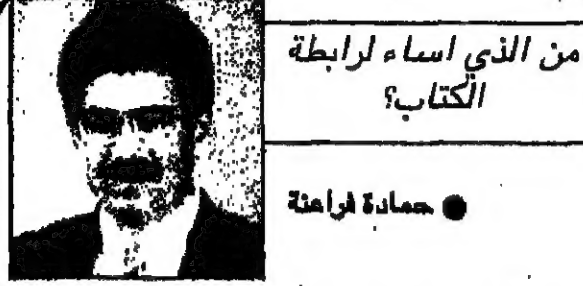 من الذي اساء لرابطة
الكتاب؟
● حمادة فراعنة